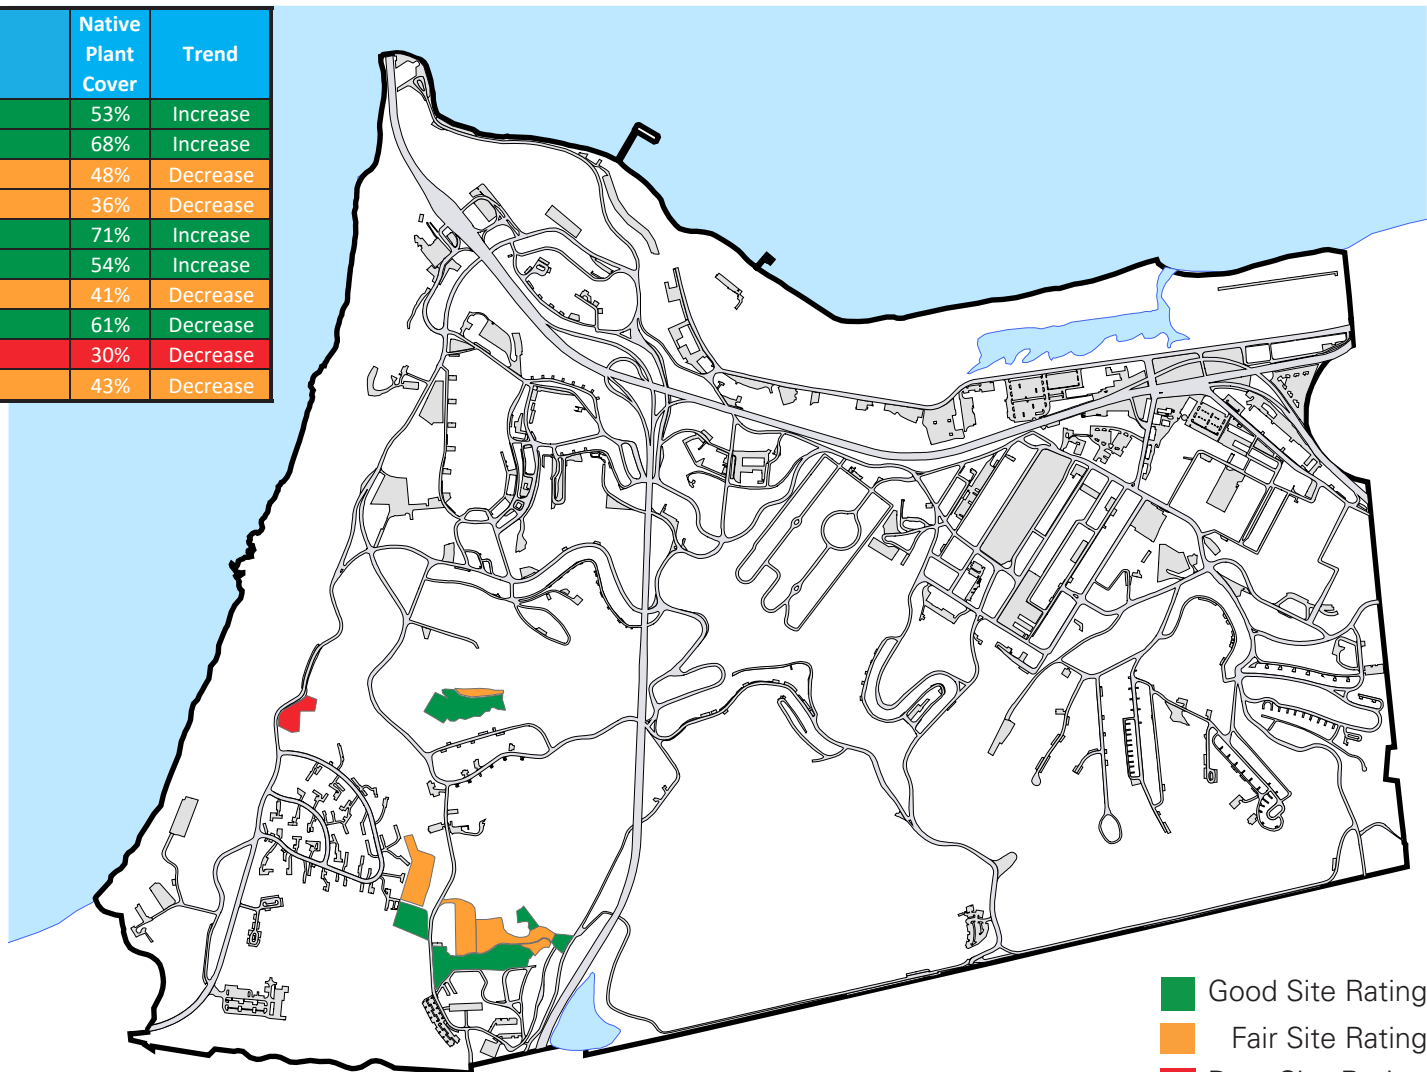 Native
Plant
Cover
Trend
53% Increase
68% Increase
48% Decrease
36% Decrease
71% Increase
54% Increase
41% Decrease
61% Decrease
30% Decrease
43% Decrease
Good Site Rating
Fair Site Rating